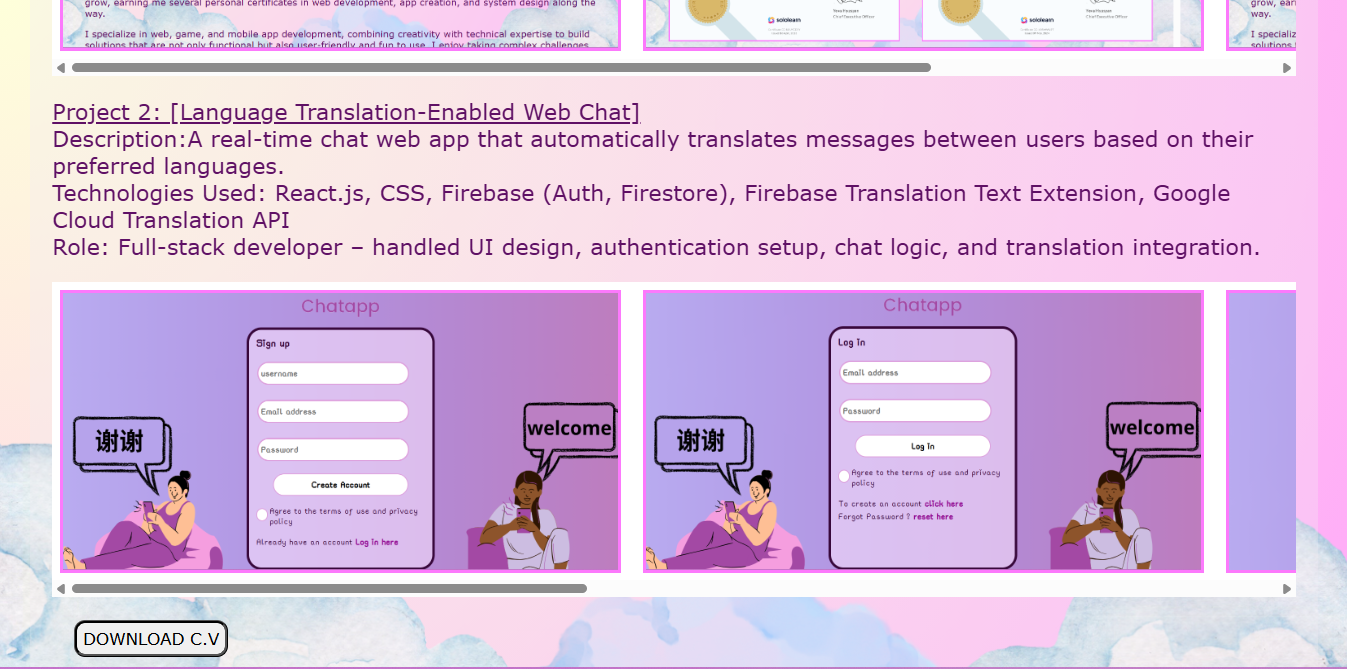 grow, earning me several personal certificates in web development, app creation, and system design along the
way.
I specialize in web, game, and mobile app development, combining creativity with technical expertise to build
solutions that are not only functional but also user-friendly and fun to use. I enjoy taking complex challenges
sololearn
sololearn
Chief Executive Officer
Chief Executive Officer
grow, earn
way.
I specializ
solutions t
Project 2: [Language Translation-Enabled Web Chat]
Description:A real-time chat web app that automatically translates messages between users based on their
preferred languages.
Technologies Used: React.js, CSS, Firebase (Auth, Firestore), Firebase Translation Text Extension, Google
Cloud Translation API
Role: Full-stack developer – handled UI design, authentication setup, chat logic, and translation integration.
Chatapp
Sign up
username
Email address
Password
Create Account
Agree to the terms of use and privacy
policy
Already have an account Log in here
谢谢
welcome
Chatapp
Log in
Email address
Password
Log in
Agree to the terms of use and privacy
policy
To create an account click here
Forgot Password ? reset here
谢谢
welcome
DOWNLOAD C.V